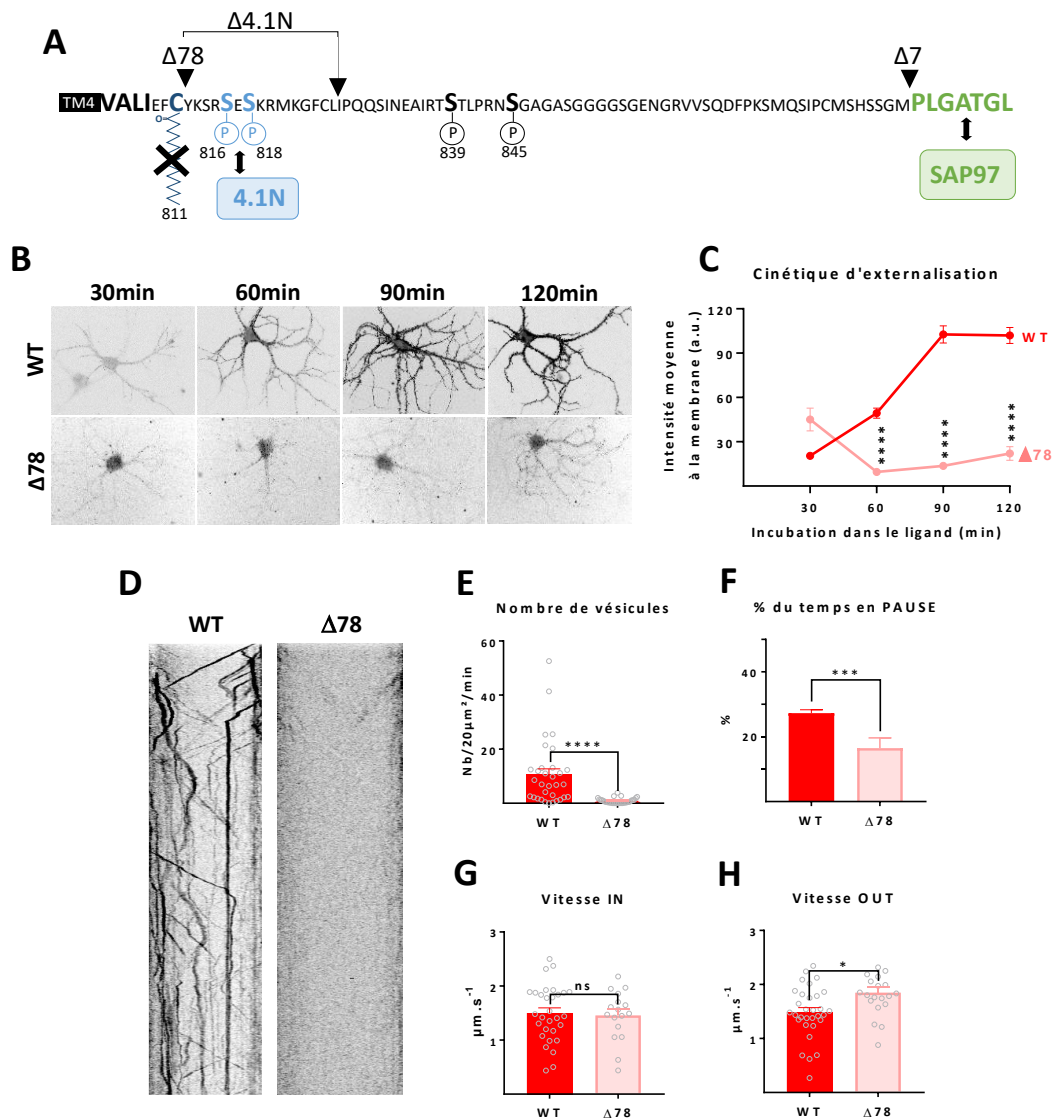 A
Δ4.1N
Δ78
Δ7
TM4 VALIEFCYKSRSESKRMKGFCLIPQQSINEAIRTSTLPRNSGAGASGGGGSGENGRVVSQDFPKSMQSIPCMSHSSGMPLGATGL
O
P P P P
816 818 839 845
811
4.1N
SAP97
B
30min 60min 90min 120min
WT
Δ78
C
Cinétique d'externalisation
Intensité moyenne
à la membrane (a.u.)
120
90
60
30
WT
▲78
****
****
****
30 60 90 120
Incubation dans le ligand (min)
D
WT Δ78
E
Nombre de vésicules
Nb/20µm²/min
60
40
20
****
WT Δ78
F
% du temps en PAUSE
%
40
20
***
WT Δ78
G
Vitesse IN
µm.s⁻¹
3
2
1
ns
WT Δ78
H
Vitesse OUT
µm.s⁻¹
3
2
1
*
WT Δ78